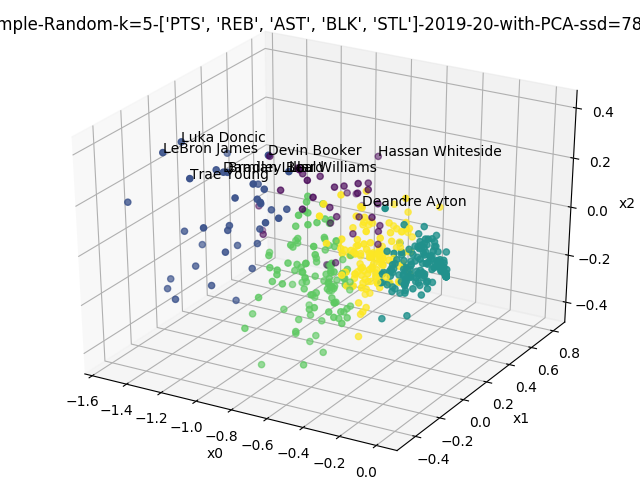 mple-Random-k=5-['PTS', 'REB', 'AST', 'BLK', 'STL']-2019-20-with-PCA-ssd=78
Luka Doncic
LeBron James
Devin Booker
Hassan Whiteside
Williams
Trae Young
Deandre Ayton
0.4
0.2
0.0
−0.2
−0.4
x2
−1.6
−1.4
−1.2
−1.0
−0.8
−0.6
−0.4
−0.2
0.0
x0
−0.4
−0.2
0.0
0.2
0.4
0.6
0.8
x1